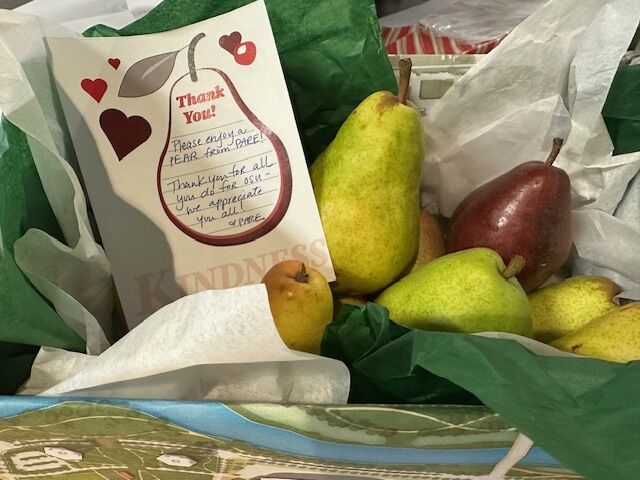 Thank
You!
Please enjoy a
PEAR from PARE!
Thank you for all
you do for OSU -
we appreciate
you all!
PARE
KINDNESS